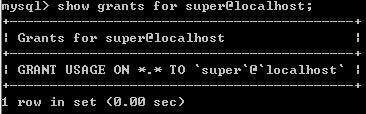 mysql> show grants for super@localhost;
+-------------------------------------------+
| Grants for super@localhost                |
+-------------------------------------------+
| GRANT USAGE ON *.* TO `super`@`localhost` |
+-------------------------------------------+
1 row in set (0.00 sec)